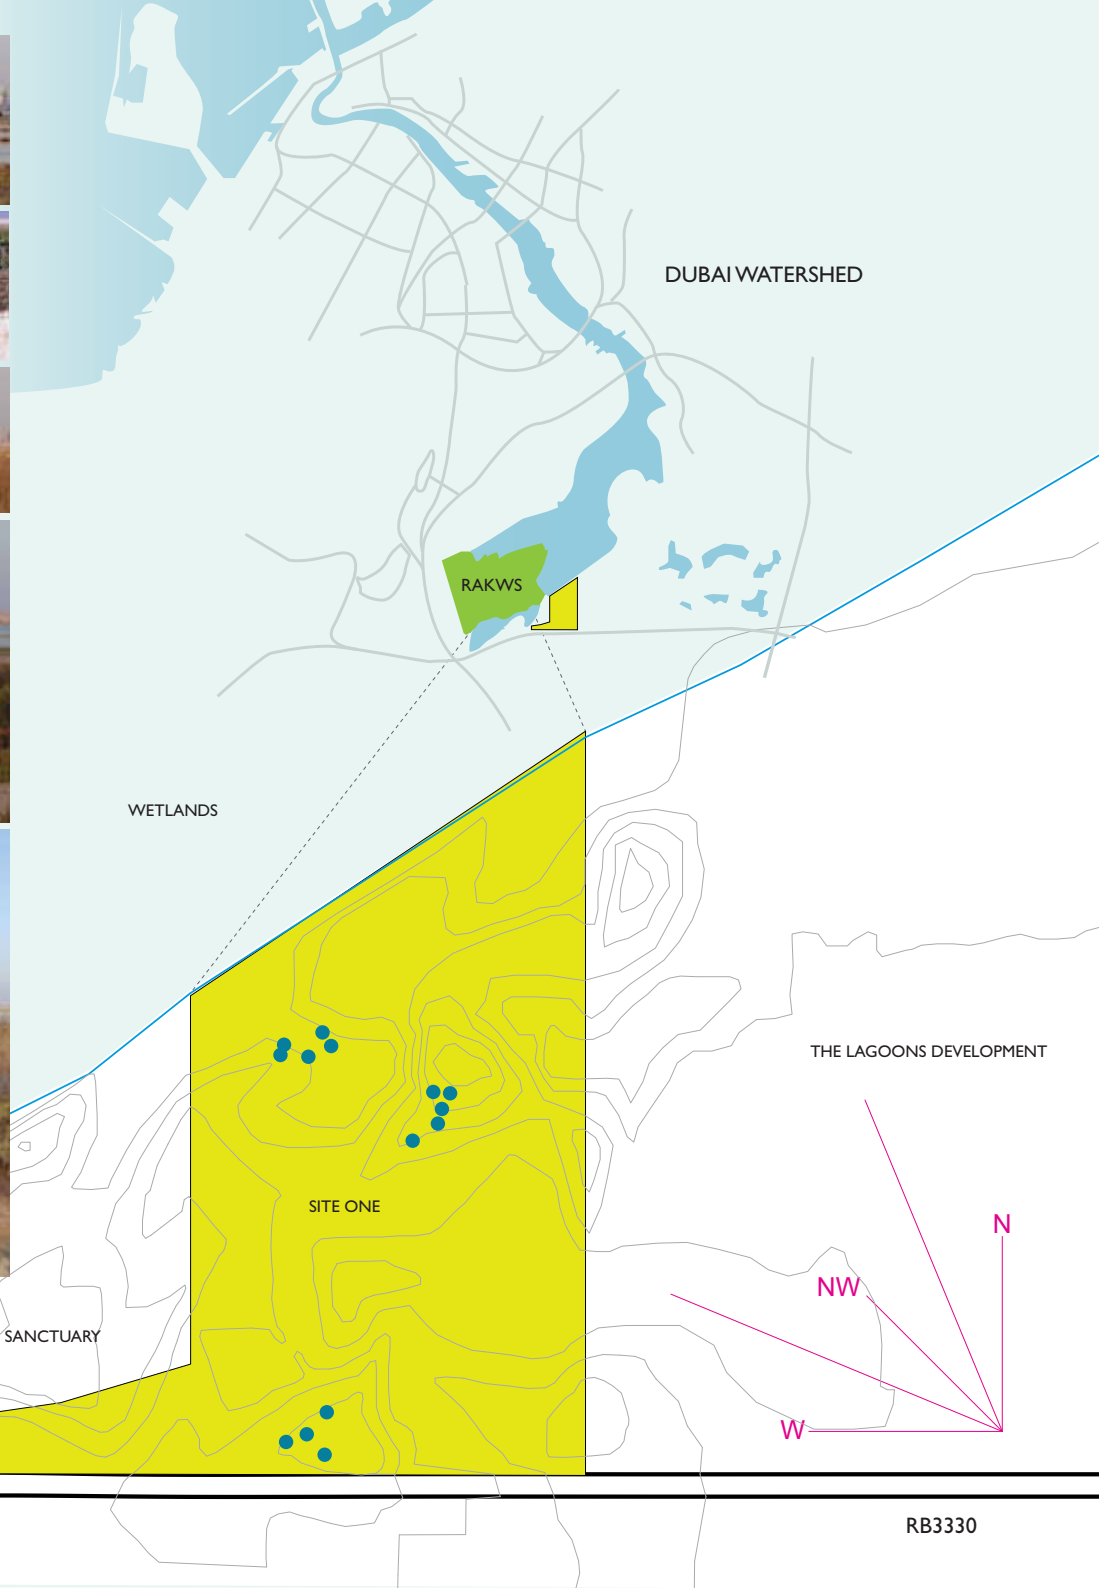 DUBAI WATERSHED
RAKWS
WETLANDS
THE LAGOONS DEVELOPMENT
SITE ONE
N
NW
SANCTUARY
W
RB3330